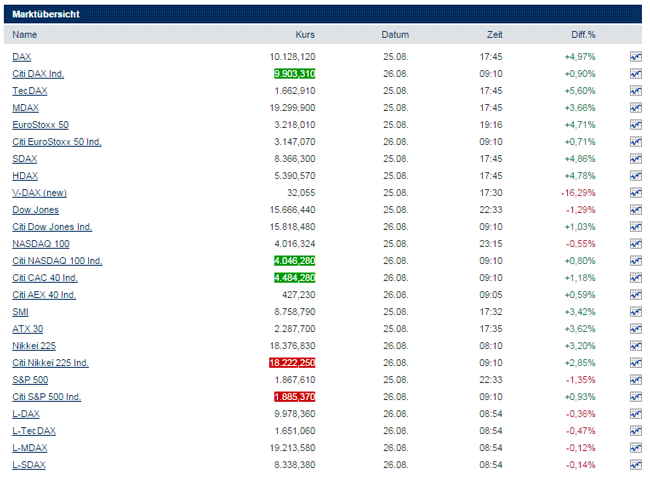 Marktübersicht
Name Kurs Datum Zeit Diff.%
DAX 10.128,120 25.08. 17:45 +4,97%
Citi DAX Ind. 9.903,310 26.08. 09:10 +0,90%
TecDAX 1.662,910 25.08. 17:45 +5,60%
MDAX 19.299,900 25.08. 17:45 +3,66%
EuroStoxx 50 3.218,010 25.08. 19:16 +4,71%
Citi EuroStoxx 50 Ind. 3.147,070 26.08. 09:10 +0,71%
SDAX 8.366,300 25.08. 17:45 +4,86%
HDAX 5.390,570 25.08. 17:45 +4,78%
V-DAX (new) 32,055 25.08. 17:30 -16,29%
Dow Jones 15.666,440 25.08. 22:33 -1,29%
Citi Dow Jones Ind. 15.818,480 26.08. 09:10 +1,03%
NASDAQ 100 4.016,324 25.08. 23:15 -0,55%
Citi NASDAQ 100 Ind. 4.046,280 26.08. 09:10 +0,80%
Citi CAC 40 Ind. 4.484,280 26.08. 09:10 +1,18%
Citi AEX 40 Ind. 427,230 26.08. 09:05 +0,59%
SMI 8.758,790 25.08. 17:32 +3,42%
ATX 30 2.287,700 25.08. 17:35 +3,62%
Nikkei 225 18.376,830 26.08. 08:10 +3,20%
Citi Nikkei 225 Ind. 18.222,250 26.08. 09:10 +2,85%
S&P 500 1.867,610 25.08. 22:33 -1,35%
Citi S&P 500 Ind. 1.885,370 26.08. 09:10 +0,93%
L-DAX 9.978,360 26.08. 08:54 -0,36%
L-TecDAX 1.651,060 26.08. 08:54 -0,47%
L-MDAX 19.213,580 26.08. 08:54 -0,12%
L-SDAX 8.338,380 26.08. 08:54 -0,14%